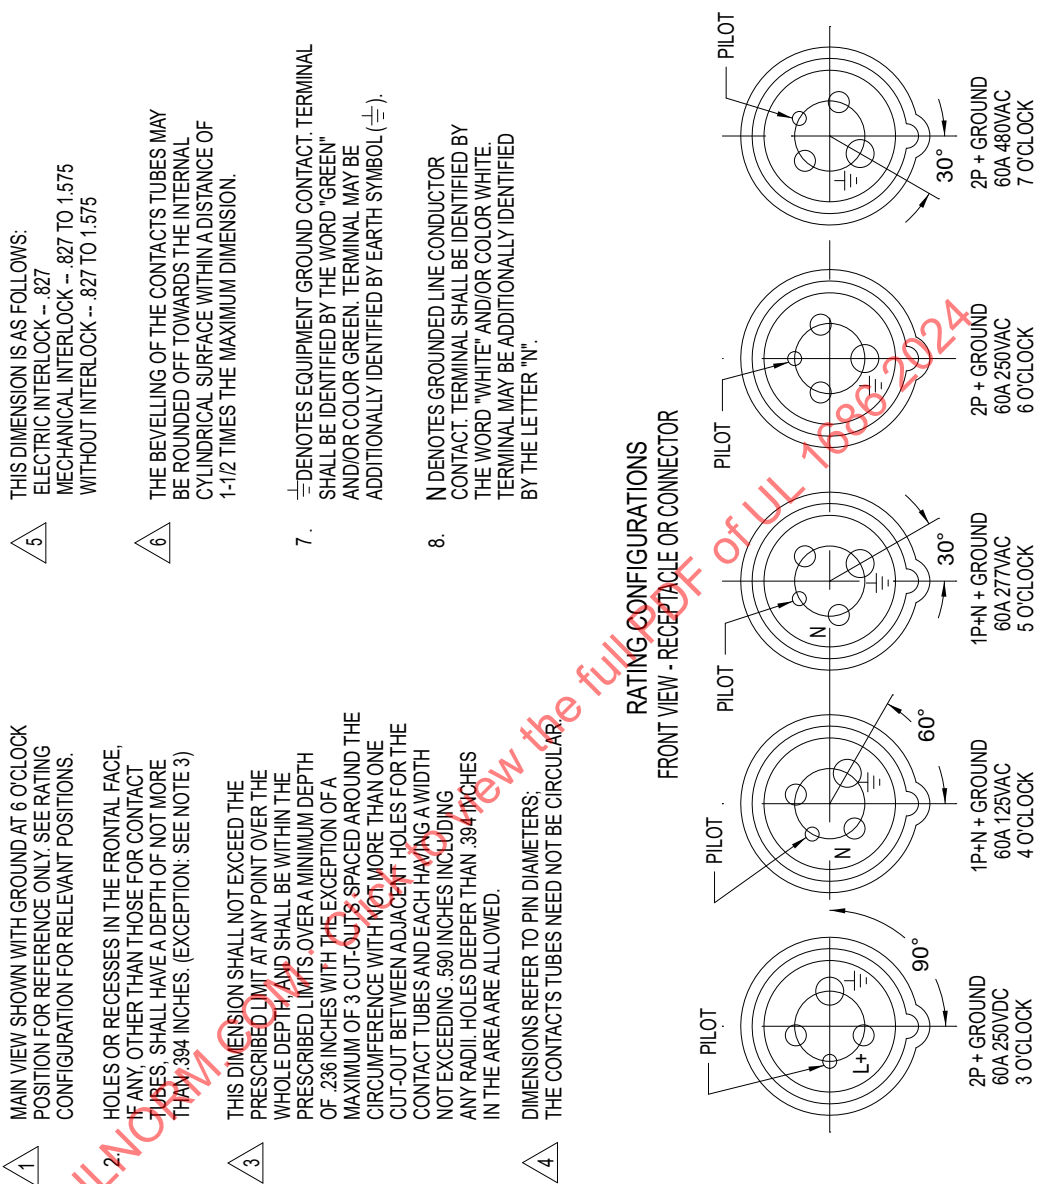 1
MAIN VIEW SHOWN WITH GROUND AT 6 O'CLOCK
POSITION FOR REFERENCE ONLY. SEE RATING
CONFIGURATION FOR RELEVANT POSITIONS.
2.
HOLES OR RECESSES IN THE FRONTAL FACE,
IF ANY, OTHER THAN THOSE FOR CONTACT
TUBES, SHALL HAVE A DEPTH OF NOT MORE
THAN .394 INCHES. (EXCEPTION: SEE NOTE 3)
3
THIS DIMENSION SHALL NOT EXCEED THE
PRESCRIBED LIMIT AT ANY POINT OVER THE
WHOLE DEPTH, AND SHALL BE WITHIN THE
PRESCRIBED LIMITS OVER A MINIMUM DEPTH
OF .236 INCHES WITH THE EXCEPTION OF A
MAXIMUM OF 3 CUT-OUTS SPACED AROUND THE
CIRCUMFERENCE WITH NOT MORE THAN ONE
CUT-OUT BETWEEN ADJACENT HOLES FOR THE
CONTACT TUBES AND EACH HAVING A WIDTH
NOT EXCEEDING .590 INCHES INCLUDING
ANY RADII. HOLES DEEPER THAN .394 INCHES
IN THE AREA ARE ALLOWED.
4
DIMENSIONS REFER TO PIN DIAMETERS;
THE CONTACTS TUBES NEED NOT BE CIRCULAR.
5
THIS DIMENSION IS AS FOLLOWS:
ELECTRIC INTERLOCK -- .827
MECHANICAL INTERLOCK -- .827 TO 1.575
WITHOUT INTERLOCK -- .827 TO 1.575
6
THE BEVELLING OF THE CONTACTS TUBES MAY
BE ROUNDED OFF TOWARDS THE INTERNAL
CYLINDRICAL SURFACE WITHIN A DISTANCE OF
1-1/2 TIMES THE MAXIMUM DIMENSION.
7.
⏚ DENOTES EQUIPMENT GROUND CONTACT. TERMINAL
SHALL BE IDENTIFIED BY THE WORD "GREEN"
AND/OR COLOR GREEN. TERMINAL MAY BE
ADDITIONALLY IDENTIFIED BY EARTH SYMBOL (⏚).
8.
N DENOTES GROUNDED LINE CONDUCTOR
CONTACT. TERMINAL SHALL BE IDENTIFIED BY
THE WORD "WHITE" AND/OR COLOR WHITE.
TERMINAL MAY BE ADDITIONALLY IDENTIFIED
BY THE LETTER "N".
RATING CONFIGURATIONS
FRONT VIEW - RECEPTACLE OR CONNECTOR
PILOT
L+
90°
2P + GROUND
60A 250VDC
3 O'CLOCK
PILOT
N
60°
1P+N + GROUND
60A 125VAC
4 O'CLOCK
PILOT
N
30°
1P+N + GROUND
60A 277VAC
5 O'CLOCK
PILOT
2P + GROUND
60A 250VAC
6 O'CLOCK
PILOT
30°
2P + GROUND
60A 480VAC
7 O'CLOCK
ULNORM.COM : Click to view the full PDF of UL 1686 2024